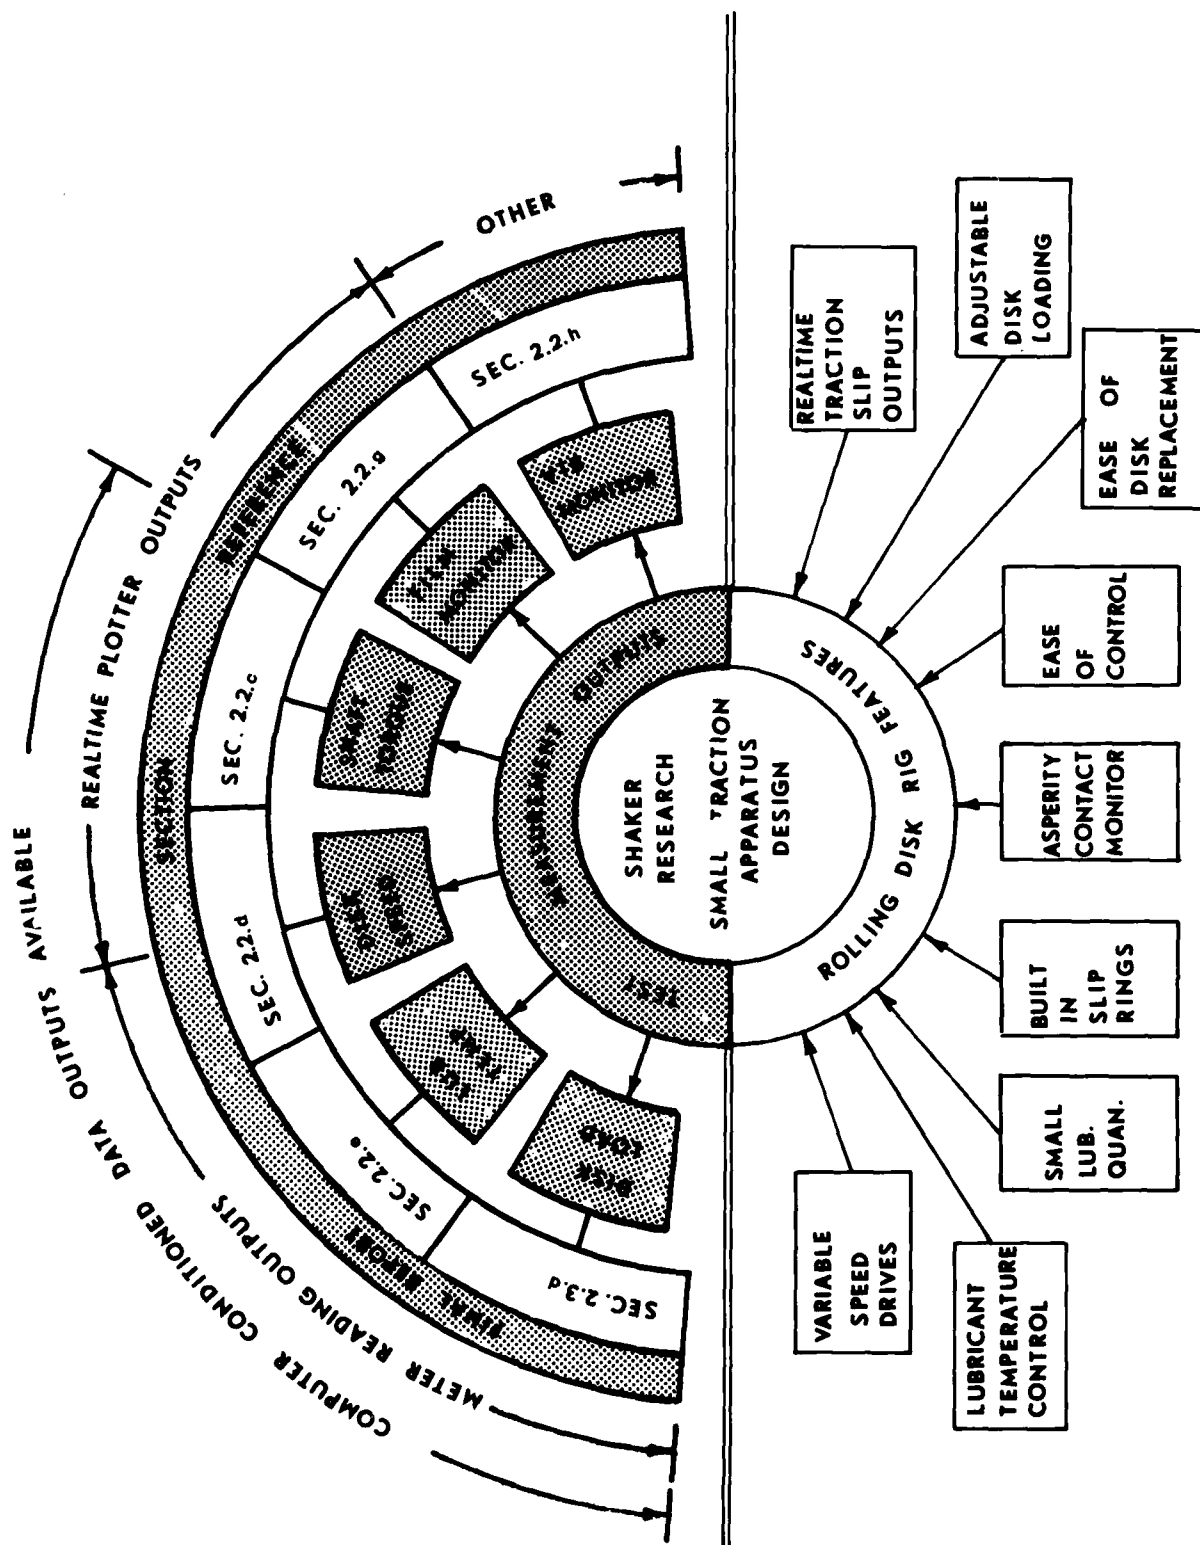 COMPUTER CONDITIONED DATA OUTPUTS AVAILABLE
METER READING OUTPUTS
REALTIME PLOTTER OUTPUTS
OTHER
FINAL REPORT SECTION REFERENCE
SEC. 2.3.d
SEC. 2.2.e
SEC. 2.2.d
SEC. 2.2.c
SEC. 2.2.g
SEC. 2.2.h
DISK
LOAD
LUB
TEMP
DISK
SPEED
SHAFT
TORQUE
FILM
MONITOR
VIB
MONITOR
TEST MEASUREMENT OUTPUTS
SHAKER
RESEARCH
SMALL TRACTION
APPARATUS
DESIGN
ROLLING DISK RIG FEATURES
VARIABLE
SPEED
DRIVES
LUBRICANT
TEMPERATURE
CONTROL
SMALL
LUB.
QUAN.
BUILT
IN
SLIP
RINGS
ASPERITY
CONTACT
MONITOR
EASE
OF
CONTROL
EASE OF
DISK
REPLACEMENT
ADJUSTABLE
DISK
LOADING
REALTIME
TRACTION
SLIP
OUTPUTS